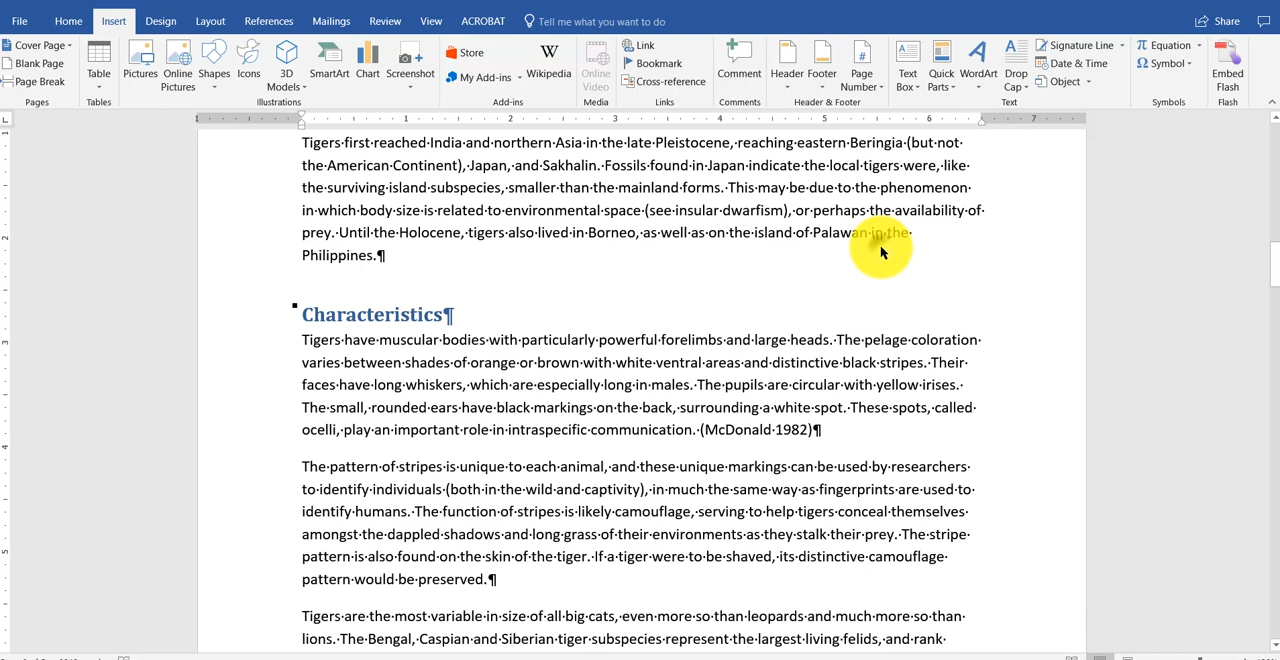 File Home Insert Design Layout References Mailings Review View ACROBAT Tell me what you want to do Share
Cover Page
Blank Page
Page Break
Pages
Table
Tables
Pictures
Online Pictures
Shapes
Icons
3D Models
SmartArt
Chart
Screenshot
Illustrations
Store
My Add-ins
W
Wikipedia
Add-ins
Online Video
Media
Link
Bookmark
Cross-reference
Links
Comment
Comments
Header
Footer
Page Number
Header & Footer
Text Box
Quick Parts
WordArt
Drop Cap
Signature Line
Date & Time
Object
Text
Equation
Symbol
Symbols
Embed Flash
Flash
1 1 2 3 4 5 6 7
Tigers·first·reached·India·and·northern·Asia·in·the·late·Pleistocene,·reaching·eastern·Beringia·(but·not·
the·American·Continent),·Japan,·and·Sakhalin.·Fossils·found·in·Japan·indicate·the·local·tigers·were,·like·
the·surviving·island·subspecies,·smaller·than·the·mainland·forms.·This·may·be·due·to·the·phenomenon·
in·which·body·size·is·related·to·environmental·space·(see·insular·dwarfism),·or·perhaps·the·availability·of·
prey.·Until·the·Holocene,·tigers·also·lived·in·Borneo,·as·well·as·on·the·island·of·Palawan·in·the·
Philippines.¶
Characteristics¶
Tigers·have·muscular·bodies·with·particularly·powerful·forelimbs·and·large·heads.·The·pelage·coloration·
varies·between·shades·of·orange·or·brown·with·white·ventral·areas·and·distinctive·black·stripes.·Their·
faces·have·long·whiskers,·which·are·especially·long·in·males.·The·pupils·are·circular·with·yellow·irises.·
The·small,·rounded·ears·have·black·markings·on·the·back,·surrounding·a·white·spot.·These·spots,·called·
ocelli,·play·an·important·role·in·intraspecific·communication.·(McDonald·1982)¶
The·pattern·of·stripes·is·unique·to·each·animal,·and·these·unique·markings·can·be·used·by·researchers·
to·identify·individuals·(both·in·the·wild·and·captivity),·in·much·the·same·way·as·fingerprints·are·used·to·
identify·humans.·The·function·of·stripes·is·likely·camouflage,·serving·to·help·tigers·conceal·themselves·
amongst·the·dappled·shadows·and·long·grass·of·their·environments·as·they·stalk·their·prey.·The·stripe·
pattern·is·also·found·on·the·skin·of·the·tiger.·If·a·tiger·were·to·be·shaved,·its·distinctive·camouflage·
pattern·would·be·preserved.¶
Tigers·are·the·most·variable·in·size·of·all·big·cats,·even·more·so·than·leopards·and·much·more·so·than·
lions.·The·Bengal,·Caspian·and·Siberian·tiger·subspecies·represent·the·largest·living·felids,·and·rank·